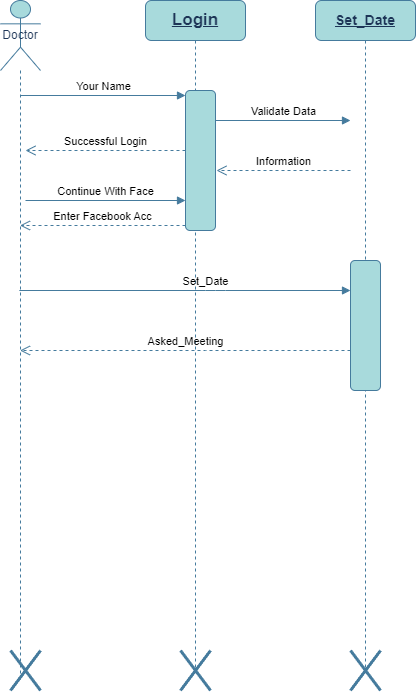 Login
Set_Date
Doctor
Your Name
Validate Data
Successful Login
Information
Continue With Face
Enter Facebook Acc
Set_Date
Asked_Meeting